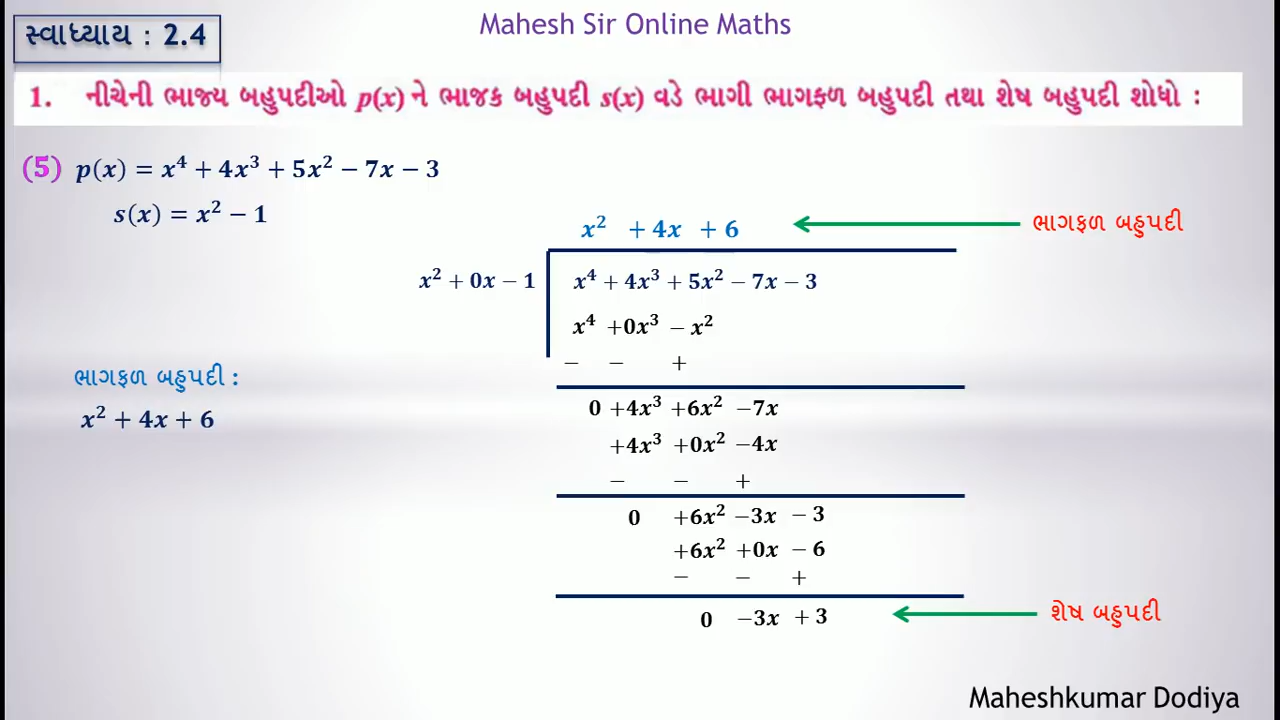 Mahesh Sir Online Maths
સ્વાધ્યાય : 2.4
1. નીચેની ભાજ્ય બહુપદીઓ p(x) ને ભાજક બહુપદી s(x) વડે ભાગી ભાગફળ બહુપદી તથા શેષ બહુપદી શોધો :
(5) p(x) = x⁴ + 4x³ + 5x² − 7x − 3
s(x) = x² − 1
x² + 4x + 6 ભાગફળ બહુપદી
x² + 0x − 1 x⁴ + 4x³ + 5x² − 7x − 3
x⁴ +0x³ − x²
− − +
ભાગફળ બહુપદી :
x² + 4x + 6
0 +4x³ +6x² −7x
+4x³ +0x² −4x
− − +
0 +6x² −3x − 3
+6x² +0x − 6
− − +
0 −3x + 3 શેષ બહુપદી
Maheshkumar Dodiya